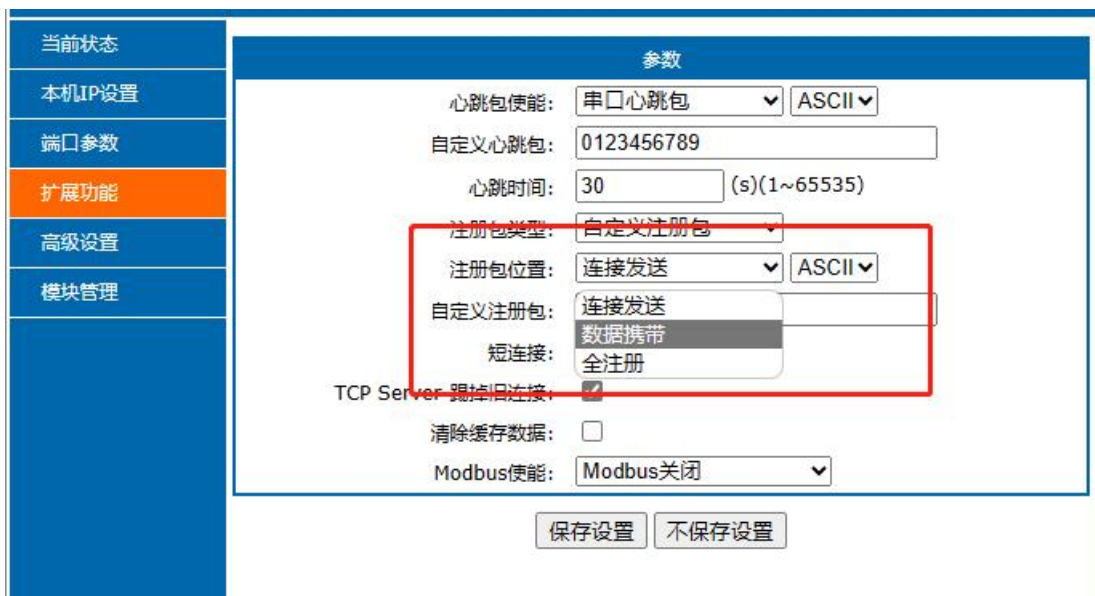 当前状态
本机IP设置
端口参数
扩展功能
高级设置
模块管理
参数
心跳包使能: 串口心跳包 ASCII
自定义心跳包: 0123456789
心跳时间: 30 (s)(1~65535)
注册包类型: 自定义注册包
注册包位置: 连接发送 ASCII
自定义注册包: 连接发送
数据携带
短连接: 全注册
TCP Server 踢掉旧连接:
清除缓存数据:
Modbus使能: Modbus关闭
保存设置 不保存设置